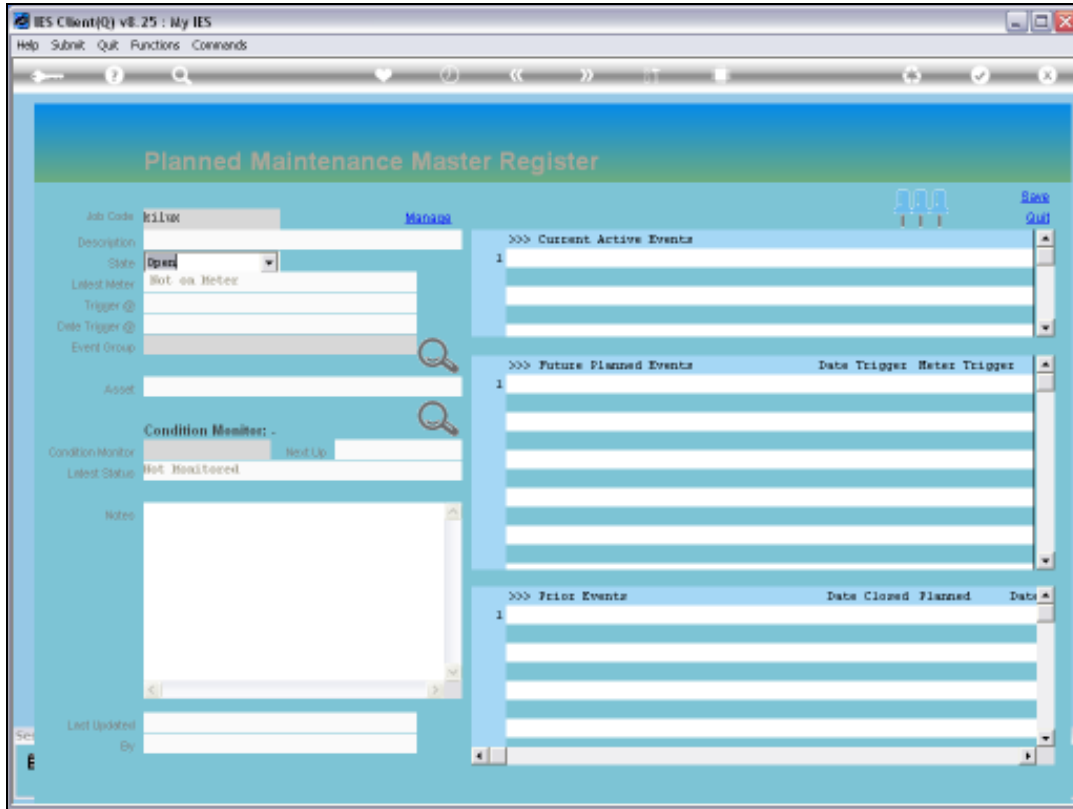 IES Client(Q) v8.25 : My IES
Help Submit Quit Functions Commands
Planned Maintenance Master Register
Save
Quit
Job Code kilux Manage
Description
State Open
Latest Meter Not on Meter
Trigger @
Date Trigger @
Event Group
Asset
Condition Monitor: -
Condition Monitor Next Up
Latest Status Not Monitored
Notes
Last Updated
By
>>> Current Active Events
1
>>> Future Planned Events Date Trigger Meter Trigger
1
>>> Prior Events Date Closed Planned Date
1